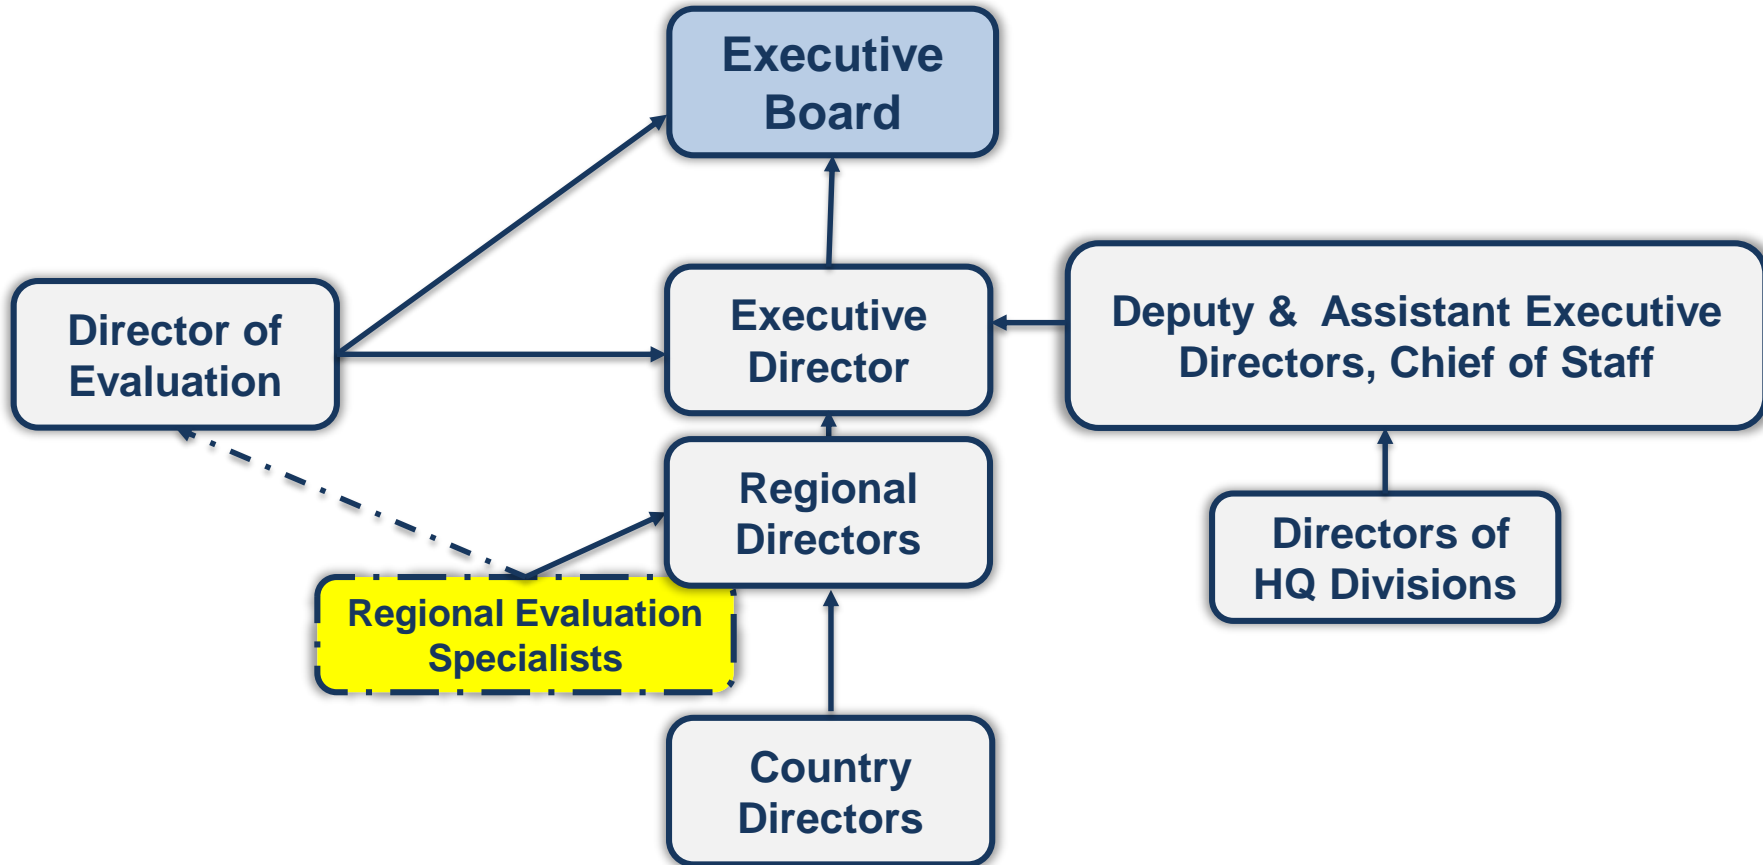 Executive
Board
Director of
Evaluation
Executive
Director
Deputy & Assistant Executive
Directors, Chief of Staff
Regional
Directors
Directors of
HQ Divisions
Regional Evaluation
Specialists
Country
Directors